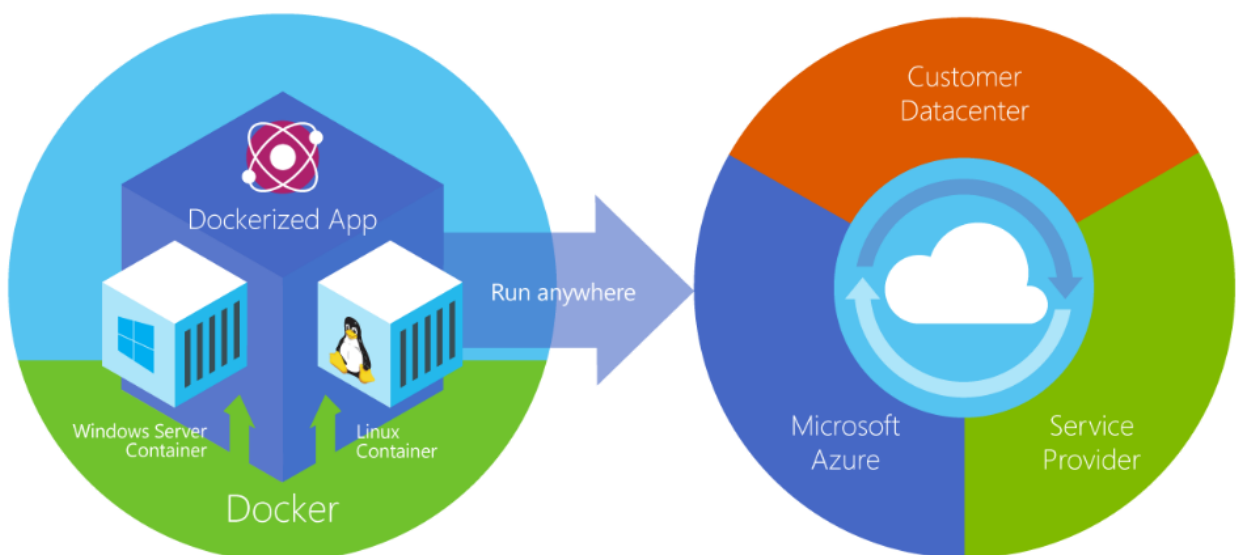 Dockerized App
Windows Server
Container
Linux
Container
Docker
Run anywhere
Customer
Datacenter
Microsoft
Azure
Service
Provider